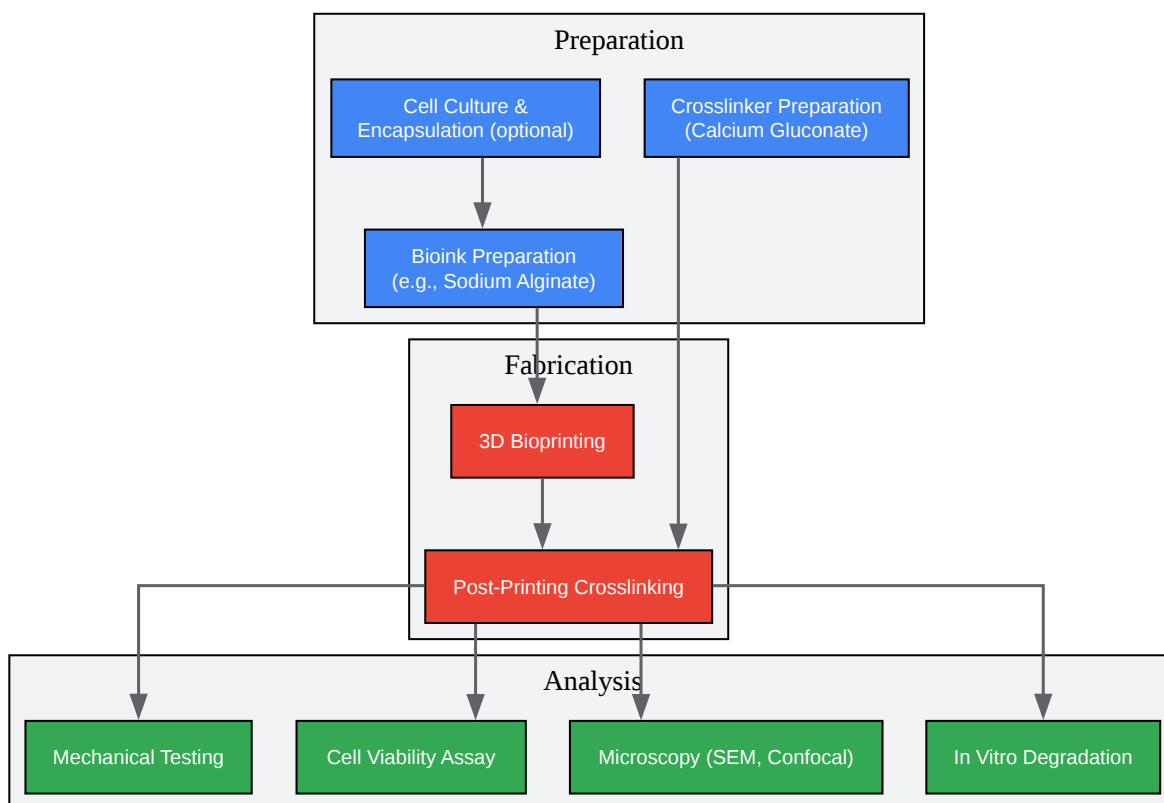 Preparation
Cell Culture &
Encapsulation (optional)
Crosslinker Preparation
(Calcium Gluconate)
Bioink Preparation
(e.g., Sodium Alginate)
Fabrication
3D Bioprinting
Post-Printing Crosslinking
Analysis
Mechanical Testing
Cell Viability Assay
Microscopy (SEM, Confocal)
In Vitro Degradation